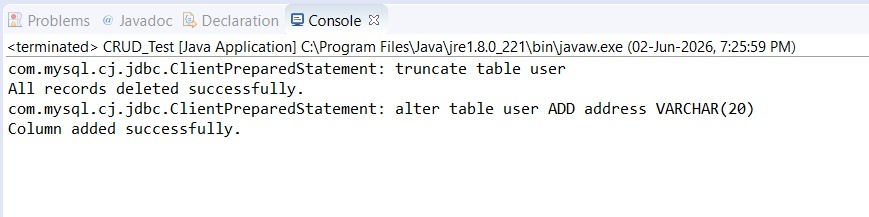 Problems @ Javadoc Declaration Console
<terminated> CRUD_Test [Java Application] C:\Program Files\Java\jre1.8.0_221\bin\javaw.exe (02-Jun-2026, 7:25:59 PM)
com.mysql.cj.jdbc.ClientPreparedStatement: truncate table user
All records deleted successfully.
com.mysql.cj.jdbc.ClientPreparedStatement: alter table user ADD address VARCHAR(20)
Column added successfully.